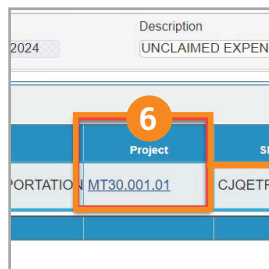 Description
2024 UNCLAIMED EXPEN
6
Project S
PORTATION MT30.001.01 CJQETF